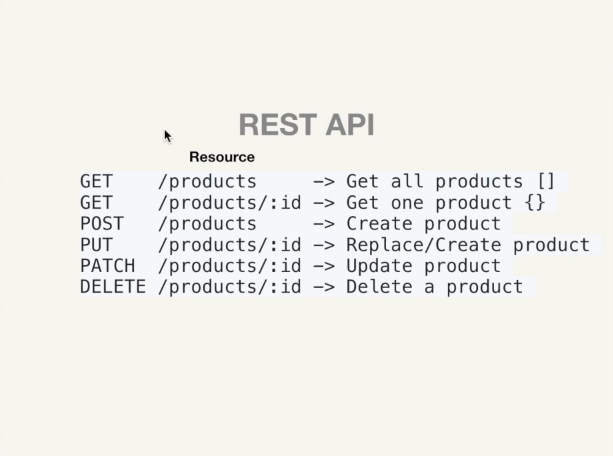 REST API
Resource
GET    /products     -> Get all products []
GET    /products/:id -> Get one product {}
POST   /products     -> Create product
PUT    /products/:id -> Replace/Create product
PATCH  /products/:id -> Update product
DELETE /products/:id -> Delete a product